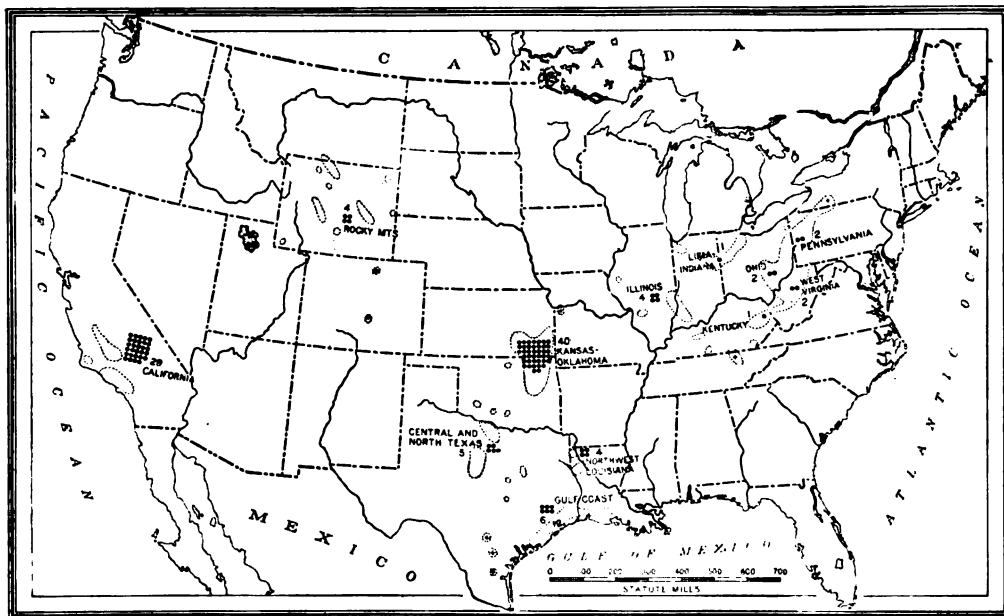 C A N A D A
PACIFIC OCEAN
ATLANTIC OCEAN
4
ROCKY MTS.
2
PENNSYLVANIA
LIMA-
INDIANA
OHIO
2
ILLINOIS
4
WEST
VIRGINIA
2
KENTUCKY
40
KANSAS-
OKLAHOMA
CALIFORNIA
CENTRAL AND
NORTH TEXAS
5
4
NORTHWEST
LOUISIANA
GULF COAST
6
MEXICO
GULF OF MEXICO
0 100 200 300 400 500 600 700
STATUTE MILES